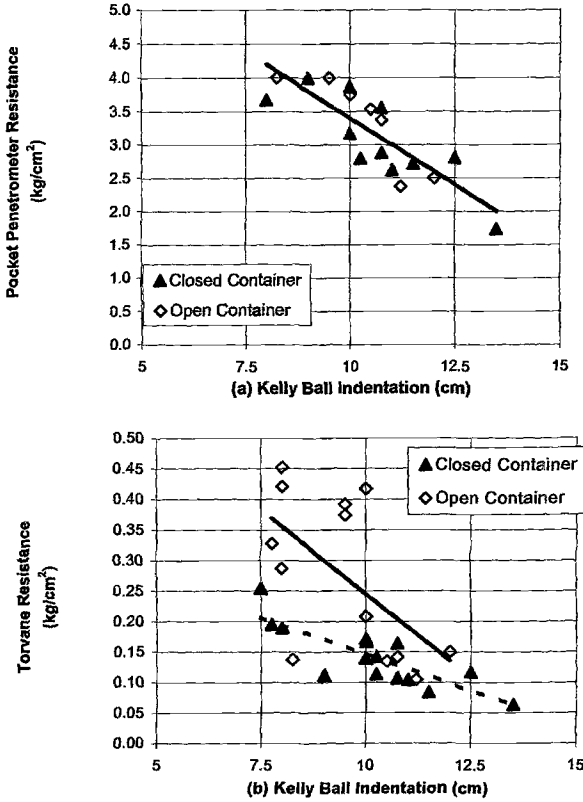 Pocket Penetrometer Resistance
(kg/cm²)
5.0
4.5
4.0
3.5
3.0
2.5
2.0
1.5
1.0
0.5
0.0
▲ Closed Container
◇ Open Container
5 7.5 10 12.5 15
(a) Kelly Ball Indentation (cm)
Torvane Resistance
(kg/cm²)
0.50
0.45
0.40
0.35
0.30
0.25
0.20
0.15
0.10
0.05
0.00
▲ Closed Container
◇ Open Container
5 7.5 10 12.5 15
(b) Kelly Ball Indentation (cm)